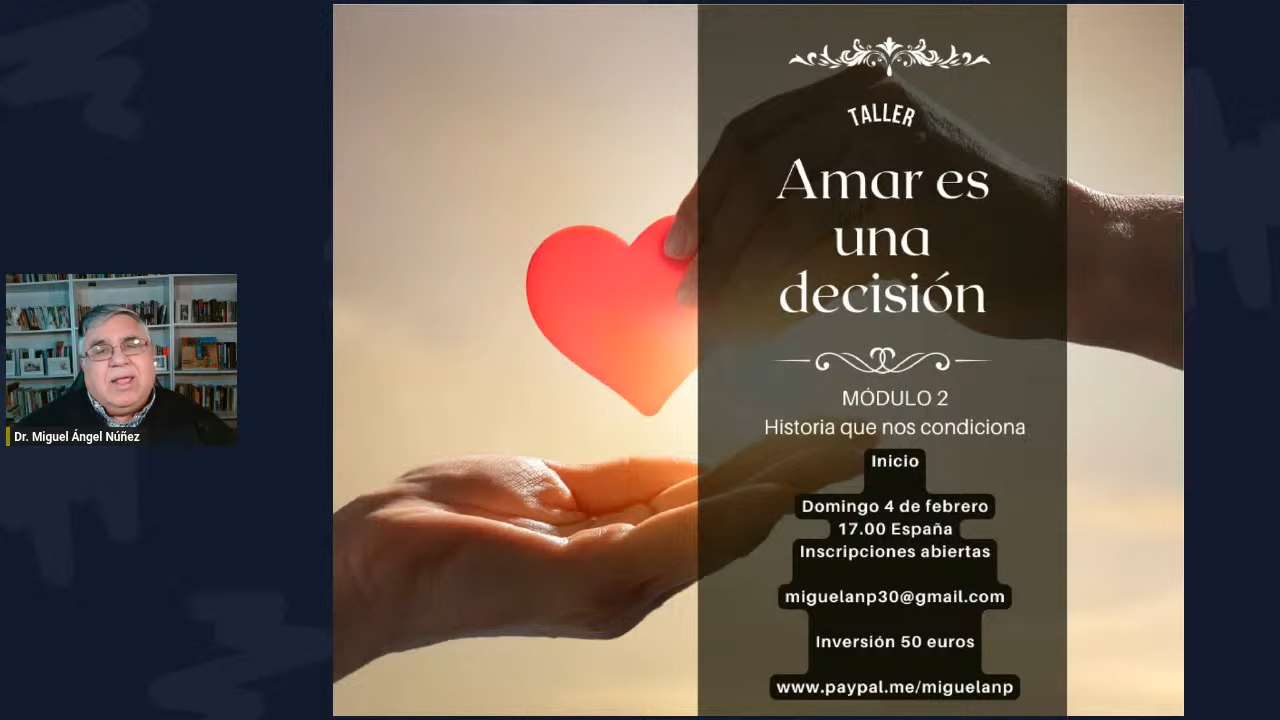 TALLER
Amar es
una
decisión
MÓDULO 2
Historia que nos condiciona
Inicio
Domingo 4 de febrero
17.00 España
Inscripciones abiertas
miguelanp30@gmail.com
Inversión 50 euros
www.paypal.me/miguelanp
Dr. Miguel Ángel Núñez